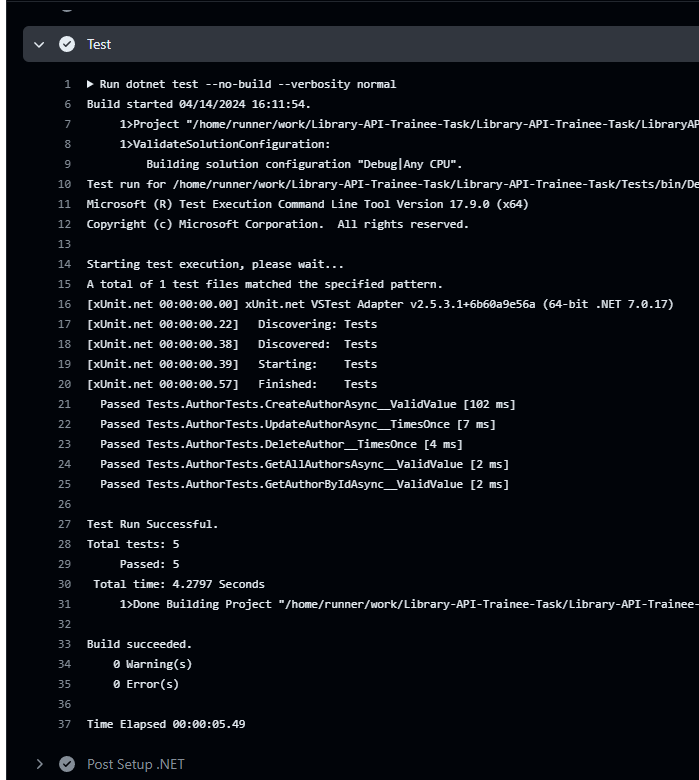 Test
1 Run dotnet test --no-build --verbosity normal
6 Build started 04/14/2024 16:11:54.
7 1>Project "/home/runner/work/Library-API-Trainee-Task/Library-API-Trainee-Task/LibraryAP
8 1>ValidateSolutionConfiguration:
9 Building solution configuration "Debug|Any CPU".
10 Test run for /home/runner/work/Library-API-Trainee-Task/Library-API-Trainee-Task/Tests/bin/De
11 Microsoft (R) Test Execution Command Line Tool Version 17.9.0 (x64)
12 Copyright (c) Microsoft Corporation.  All rights reserved.
13
14 Starting test execution, please wait...
15 A total of 1 test files matched the specified pattern.
16 [xUnit.net 00:00:00.00] xUnit.net VSTest Adapter v2.5.3.1+6b60a9e56a (64-bit .NET 7.0.17)
17 [xUnit.net 00:00:00.22]   Discovering: Tests
18 [xUnit.net 00:00:00.38]   Discovered:  Tests
19 [xUnit.net 00:00:00.39]   Starting:    Tests
20 [xUnit.net 00:00:00.57]   Finished:    Tests
21 Passed Tests.AuthorTests.CreateAuthorAsync__ValidValue [102 ms]
22 Passed Tests.AuthorTests.UpdateAuthorAsync__TimesOnce [7 ms]
23 Passed Tests.AuthorTests.DeleteAuthor__TimesOnce [4 ms]
24 Passed Tests.AuthorTests.GetAllAuthorsAsync__ValidValue [2 ms]
25 Passed Tests.AuthorTests.GetAuthorByIdAsync__ValidValue [2 ms]
26
27 Test Run Successful.
28 Total tests: 5
29 Passed: 5
30 Total time: 4.2797 Seconds
31 1>Done Building Project "/home/runner/work/Library-API-Trainee-Task/Library-API-Trainee-
32
33 Build succeeded.
34 0 Warning(s)
35 0 Error(s)
36
37 Time Elapsed 00:00:05.49
Post Setup .NET